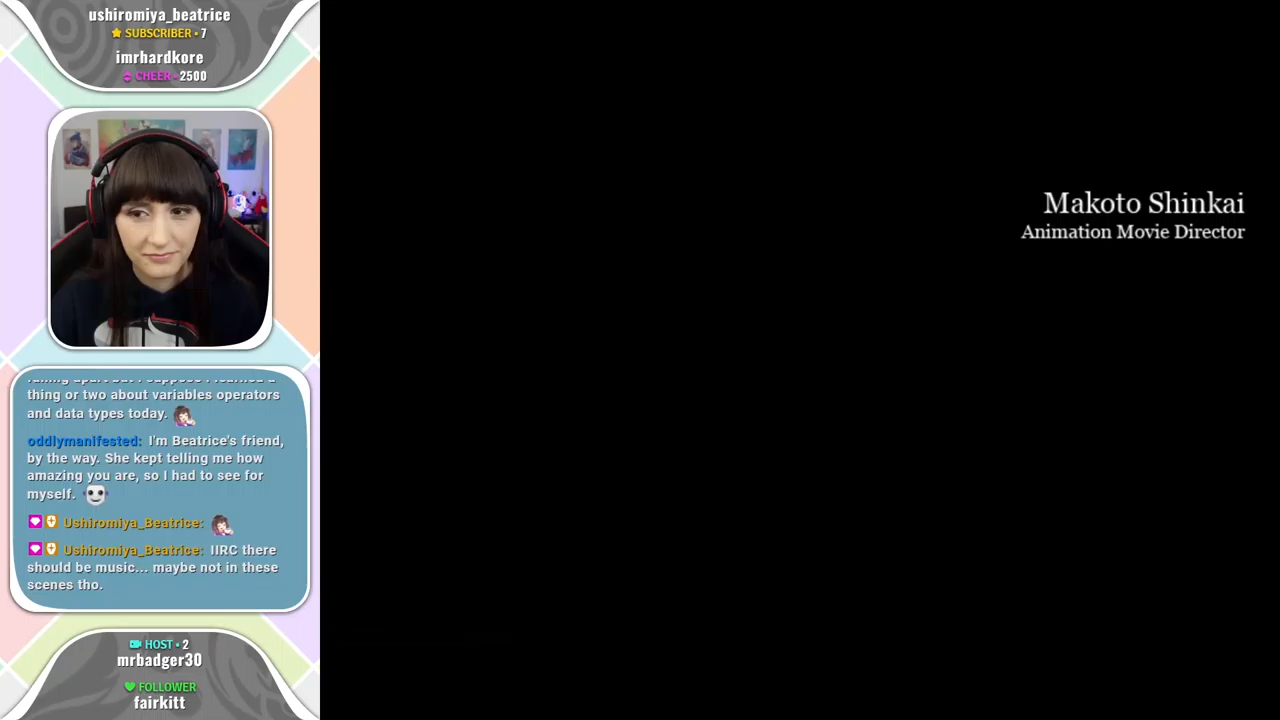 ushiromiya_beatrice
SUBSCRIBER • 7
imrhardkore
CHEER • 2500
Makoto Shinkai
Animation Movie Director
thing or two about variables operators
and data types today.
oddlymanifested: I'm Beatrice's friend,
by the way. She kept telling me how
amazing you are, so I had to see for
myself.
Ushiromiya_Beatrice:
Ushiromiya_Beatrice: IIRC there
should be music... maybe not in these
scenes tho.
HOST • 2
mrbadger30
FOLLOWER
fairkitt